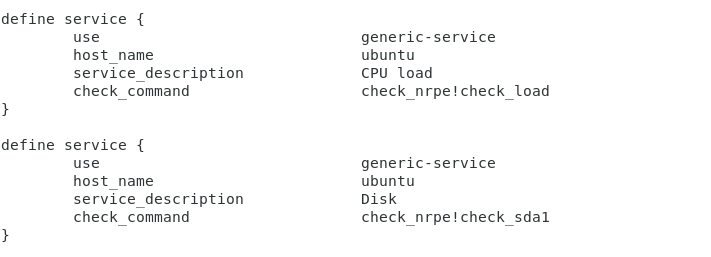 define service {
        use                             generic-service
        host_name                       ubuntu
        service_description             CPU load
        check_command                   check_nrpe!check_load
}

define service {
        use                             generic-service
        host_name                       ubuntu
        service_description             Disk
        check_command                   check_nrpe!check_sda1
}